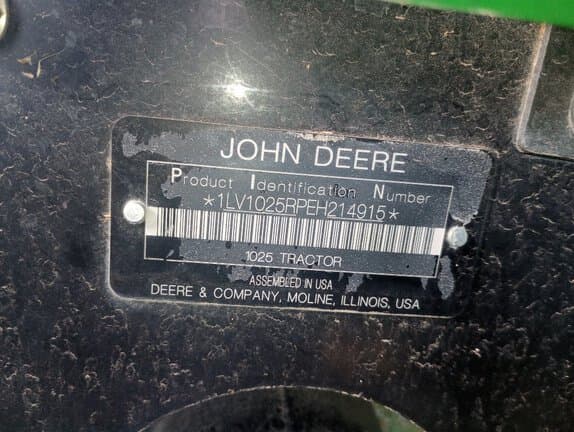 JOHN DEERE
Product Identification Number
*1LV1025RPEH214915*
1025 TRACTOR
ASSEMBLED IN USA
DEERE & COMPANY, MOLINE, ILLINOIS, USA